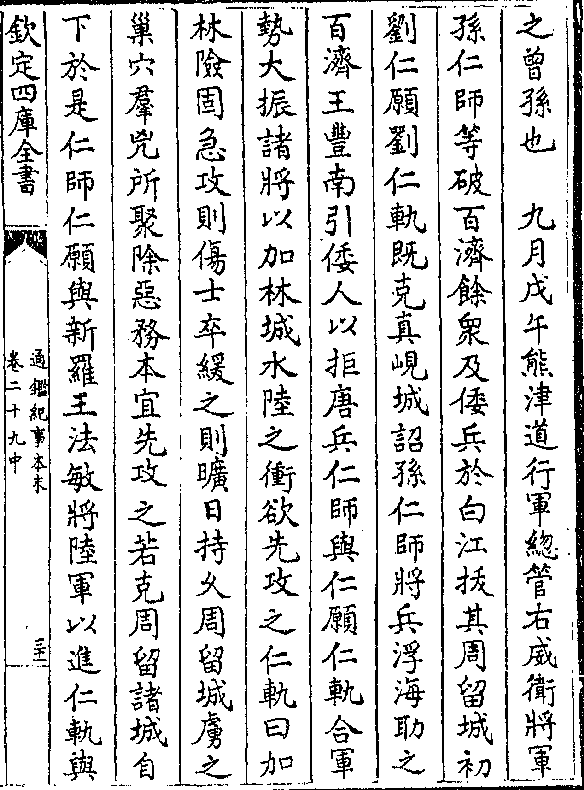 之曾孫也　九月戊午熊津道行軍總管右威衛將軍
孫仁師等破百濟餘衆及倭兵於白江拔其周留城初
劉仁願劉仁軌既克真峴城詔孫仁師將兵浮海助之
百濟王豐南引倭人以拒唐兵仁師與仁願仁軌合軍
勢大振諸將以加林城水陸之衝欲先攻之仁軌曰加
林險固急攻則傷士卒緩之則曠日持久周留城虜之
巢穴羣兇所聚除惡務本宜先攻之若克周留諸城自
下於是仁師仁願與新羅王法敏將陸軍以進仁軌與
欽定四庫全書
通鑑紀事本末
卷二十九中
三十一